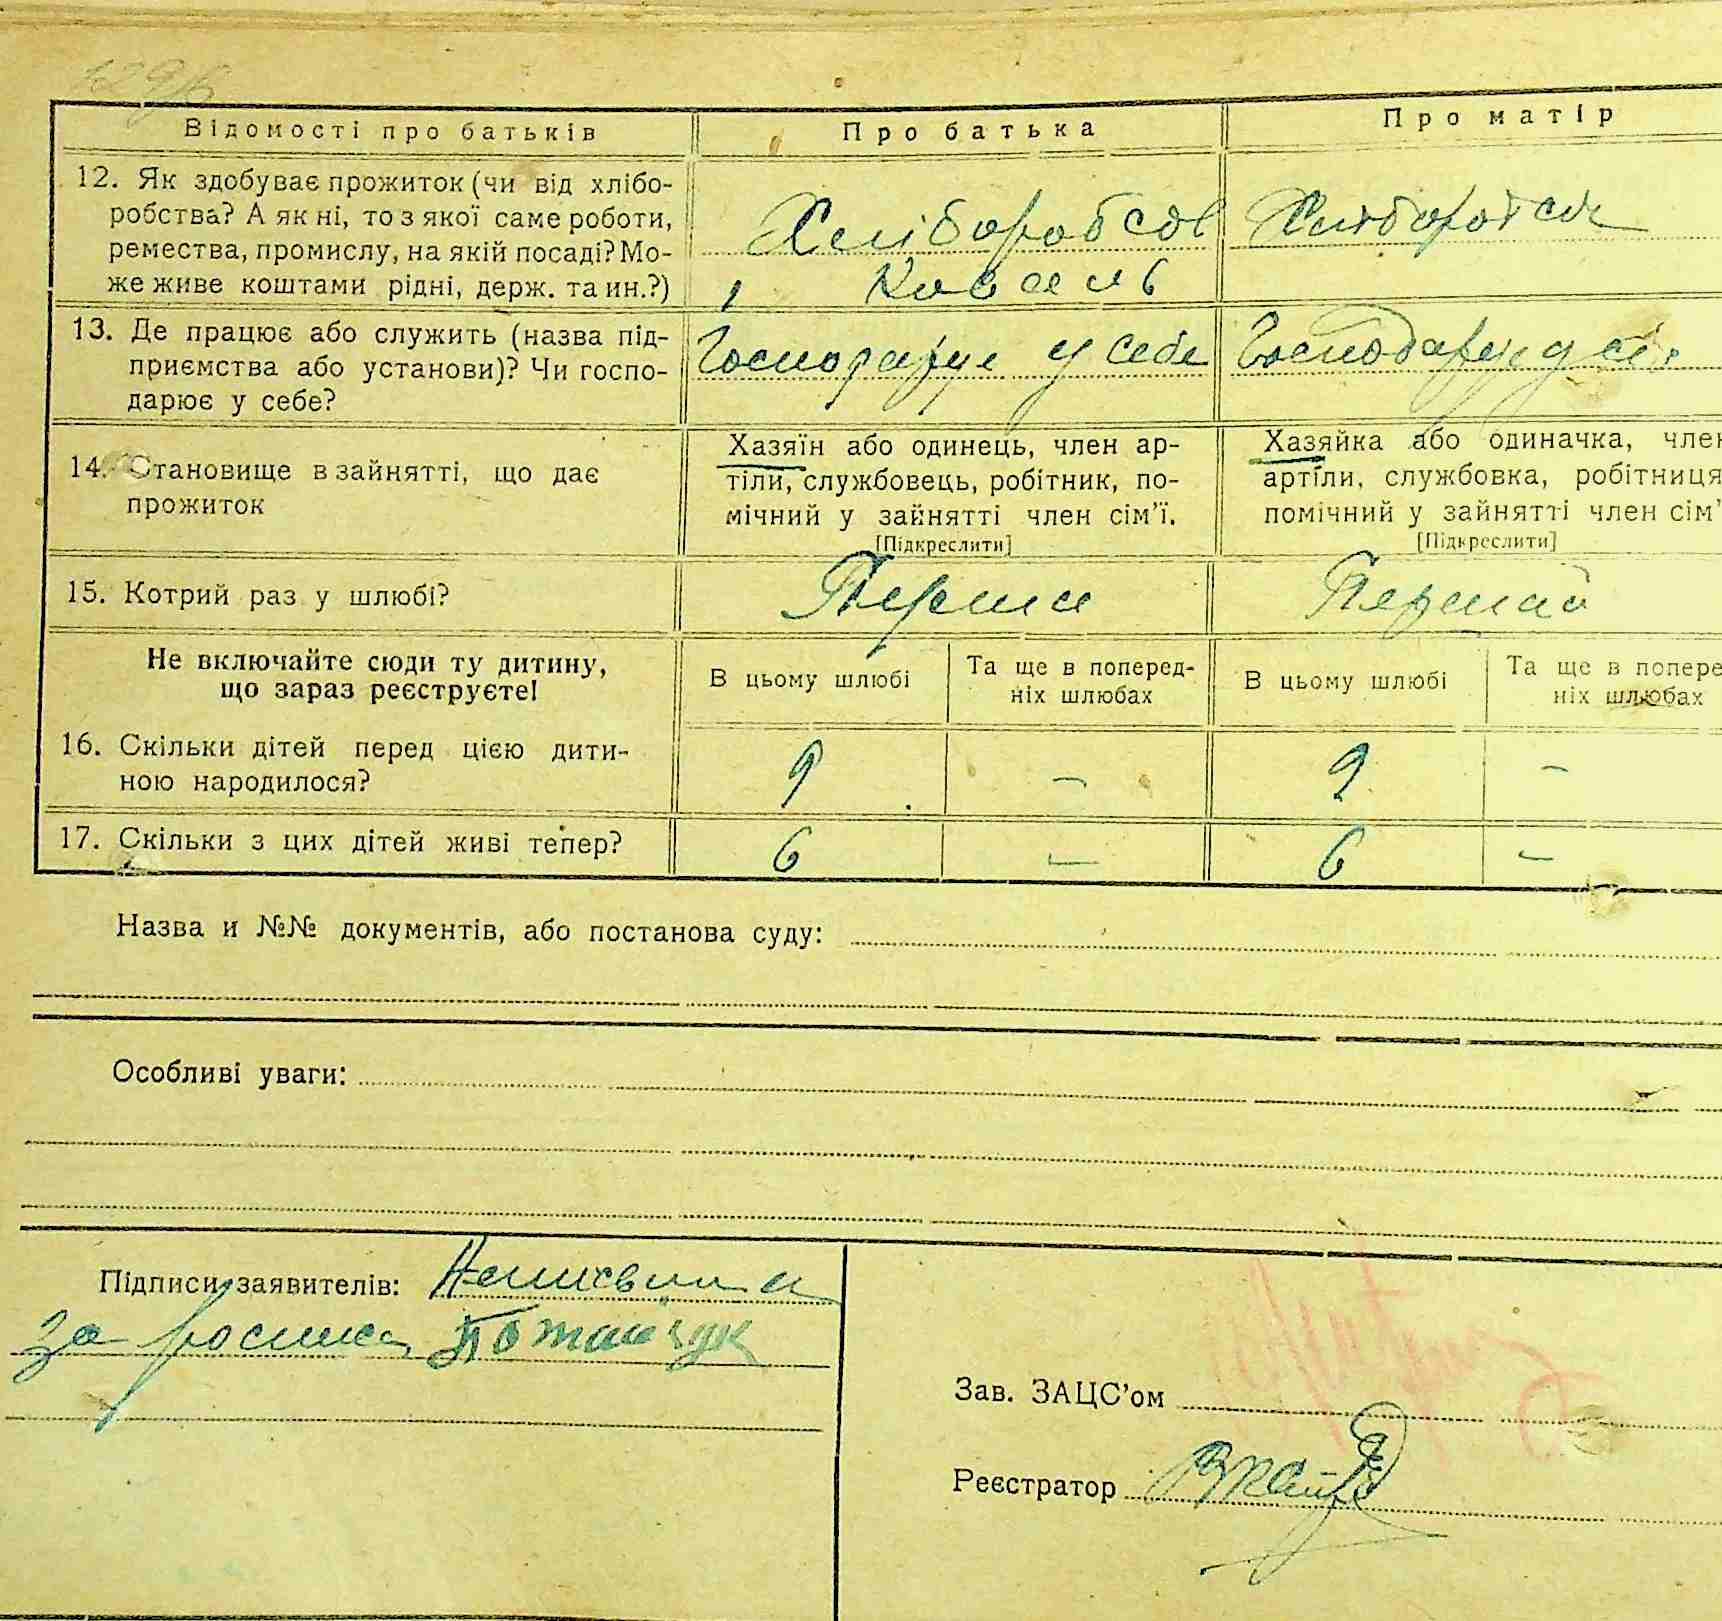 Відомості про батьків
Про батька
Про матір
12. Як здобуває прожиток (чи від хлібо-
робства? А як ні, то з якої саме роботи,
ремества, промислу, на якій посаді? Мо-
же живе коштами рідні, держ. та ин.?)
Хліборобсов
Коваль
13. Де працює або служить (назва під-
приємства або установи)? Чи госпо-
дарює у себе?
Господарує у себе
Господарує у себе
14. Становище в зайнятті, що дає
прожиток
Хазяїн або одинець, член ар-
тіли, службовець, робітник, по-
мічний у зайнятті член сім'ї.
[Підкреслити]
Хазяйка або одиначка, член
артіли, службовка, робітниця
помічний у зайнятті член сім'
[Підкреслити]
15. Котрий раз у шлюбі?
Перши
Перший
Не включайте сюди ту дитину,
що зараз реєструєте!
В цьому шлюбі
Та ще в поперед-
ніх шлюбах
В цьому шлюбі
Та ще в попере
ніх шлюбах
16. Скільки дітей перед цією дити-
ною народилося?
9
–
9
–
17. Скільки з цих дітей живі тепер?
6
–
6
–
Назва и №№ документів, або постанова суду:
Особливі уваги:
Підписи заявителів:
за
Зав. ЗАЦС'ом
Реєстратор